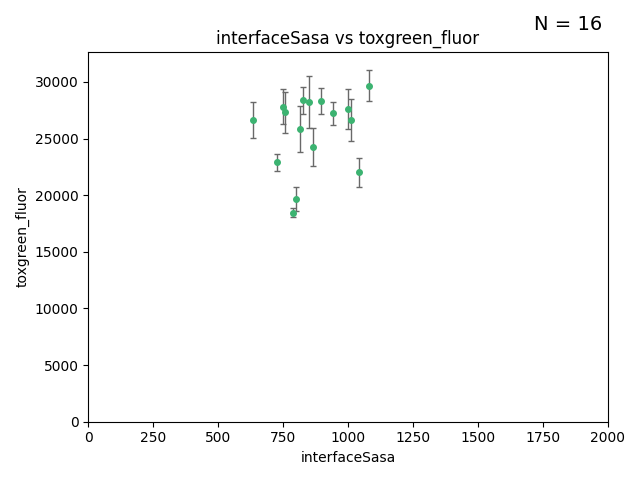 N = 16
interfaceSasa vs toxgreen_fluor
30000
25000
20000
15000
10000
5000
0
toxgreen_fluor
0 250 500 750 1000 1250 1500 1750 2000
interfaceSasa